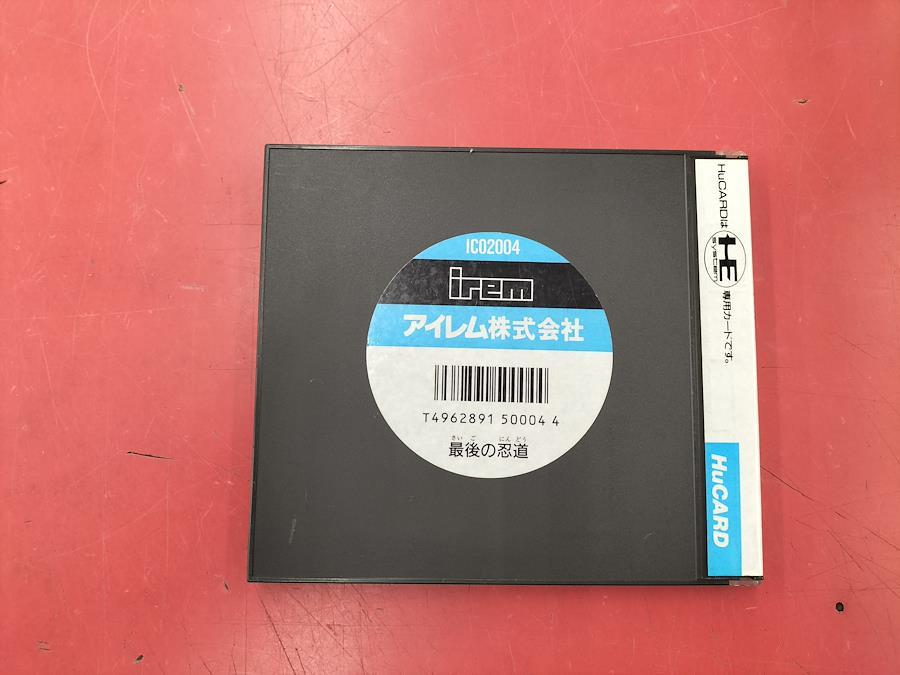 IC02004
irem
アイレム株式会社
T4962891 50004 4
さいご にんどう
最後の忍道
HuCARDは HE system 専用カードです。
HuCARD